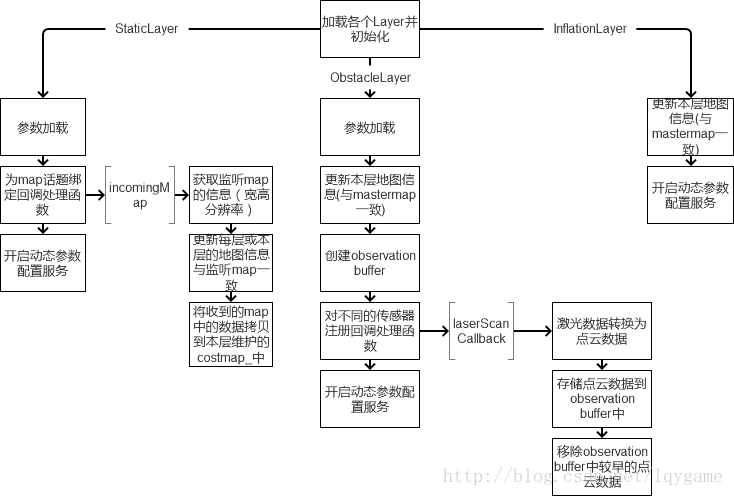 加载各个Layer并
初始化
StaticLayer
InflationLayer
ObstacleLayer
参数加载
为map话题绑
定回调处理函
数
开启动态参数
配置服务
incomingM
ap
获取监听map
的信息（宽高
分辨率）
更新每层或本
层的地图信息
与监听map一
致
将收到的map
中的数据拷贝
到本层维护的
costmap_中
参数加载
更新本层地图信
息(与mastermap
一致)
创建observation
buffer
对不同的传感器
注册回调处理函
数
开启动态参数配
置服务
laserScan
Callback
激光数据转换为
点云数据
存储点云数据到
observation
buffer中
移除observation
buffer中较早的点
云数据
更新本层地图
信息(与
mastermap一
致)
开启动态参数
配置服务
http://blog.csdn.net/lqygame